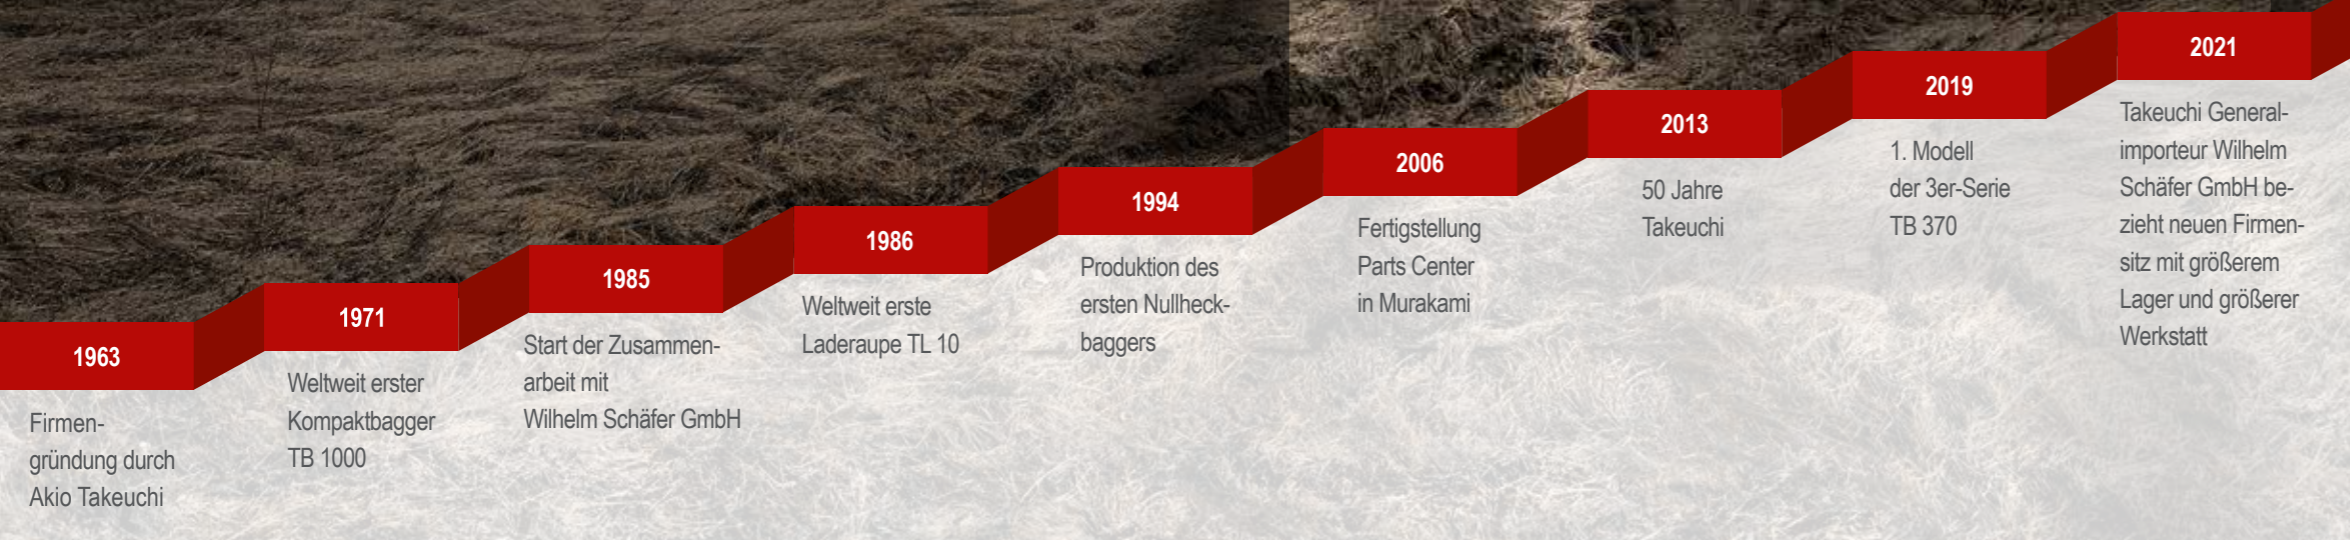 1963
Firmen-
gründung durch
Akio Takeuchi
1971
Weltweit erster
Kompaktbagger
TB 1000
1985
Start der Zusammen-
arbeit mit
Wilhelm Schäfer GmbH
1986
Weltweit erste
Laderaupe TL 10
1994
Produktion des
ersten Nullheck-
baggers
2006
Fertigstellung
Parts Center
in Murakami
2013
50 Jahre
Takeuchi
2019
1. Modell
der 3er-Serie
TB 370
2021
Takeuchi General-
importeur Wilhelm
Schäfer GmbH be-
zieht neuen Firmen-
sitz mit größerem
Lager und größerer
Werkstatt